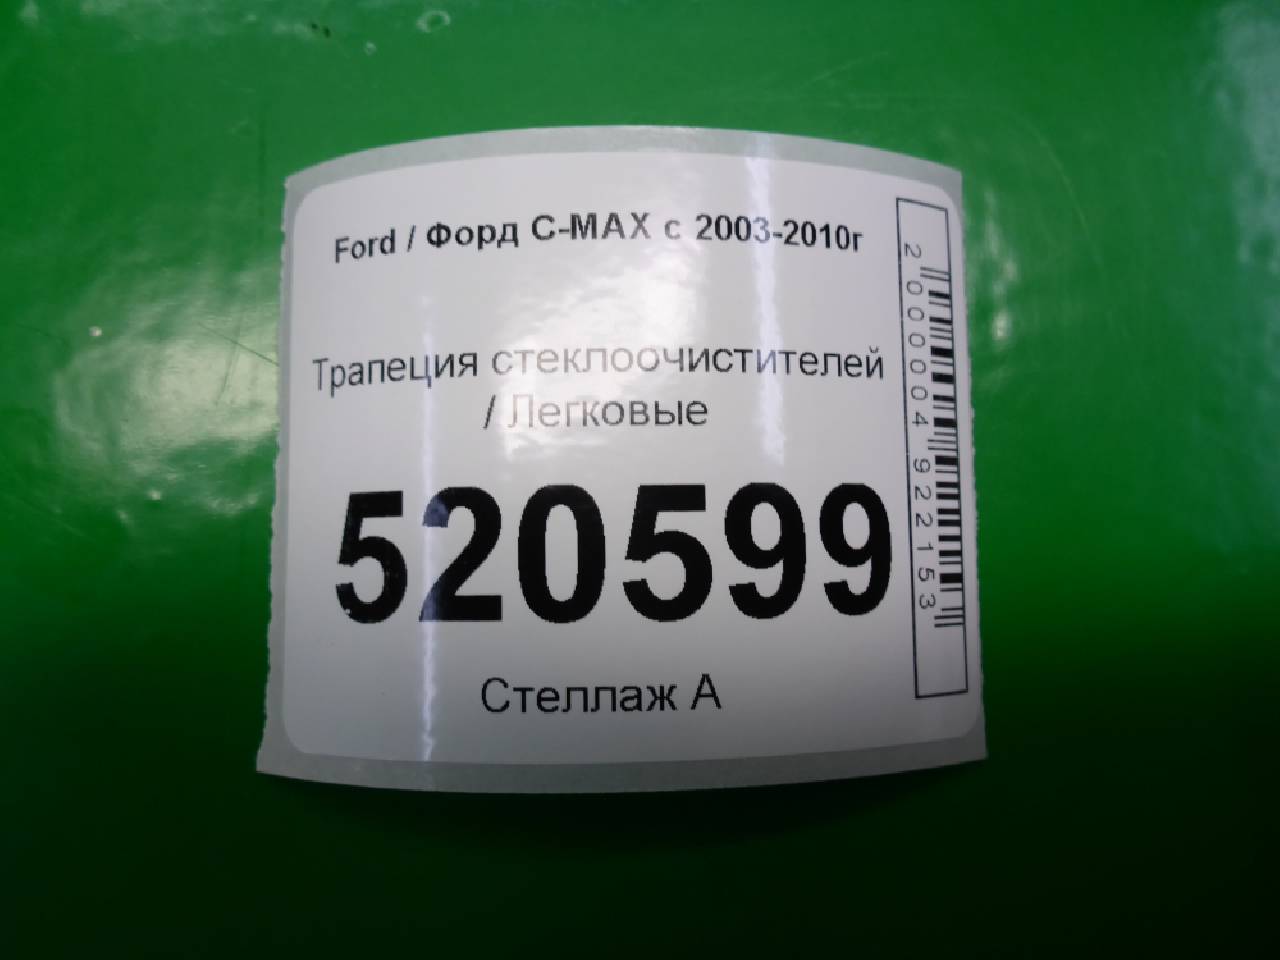 Ford / Форд C-MAX с 2003-2010г
Трапеция стеклоочистителей
/ Легковые
520599
Стеллаж А
2000004922153